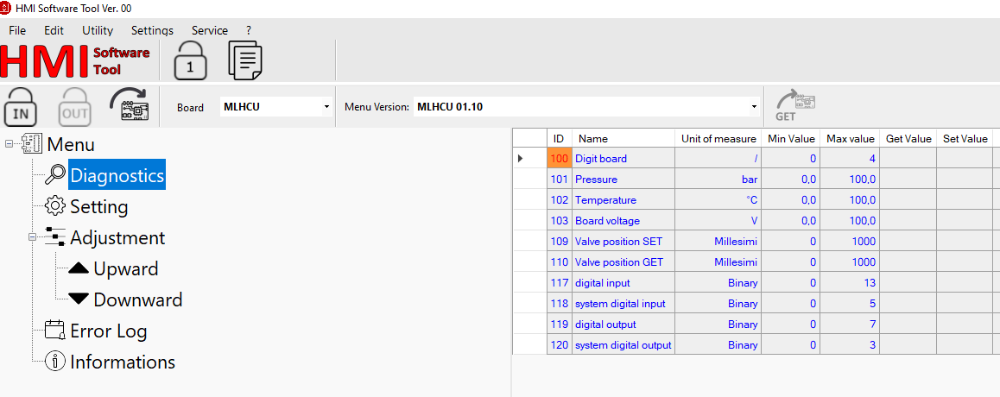 HMI Software Tool Ver. 00
File Edit Utility Settings Service ?
HMI Software Tool 1
IN OUT Board MLHCU Menu Version: MLHCU 01.10 GET
Menu
Diagnostics
Setting
Adjustment
Upward
Downward
Error Log
Informations
ID Name Unit of measure Min Value Max value Get Value Set Value
100 Digit board / 0 4
101 Pressure bar 0,0 100,0
102 Temperature °C 0,0 100,0
103 Board voltage V 0,0 100,0
109 Valve position SET Millesimi 0 1000
110 Valve position GET Millesimi 0 1000
117 digital input Binary 0 13
118 system digital input Binary 0 5
119 digital output Binary 0 7
120 system digital output Binary 0 3